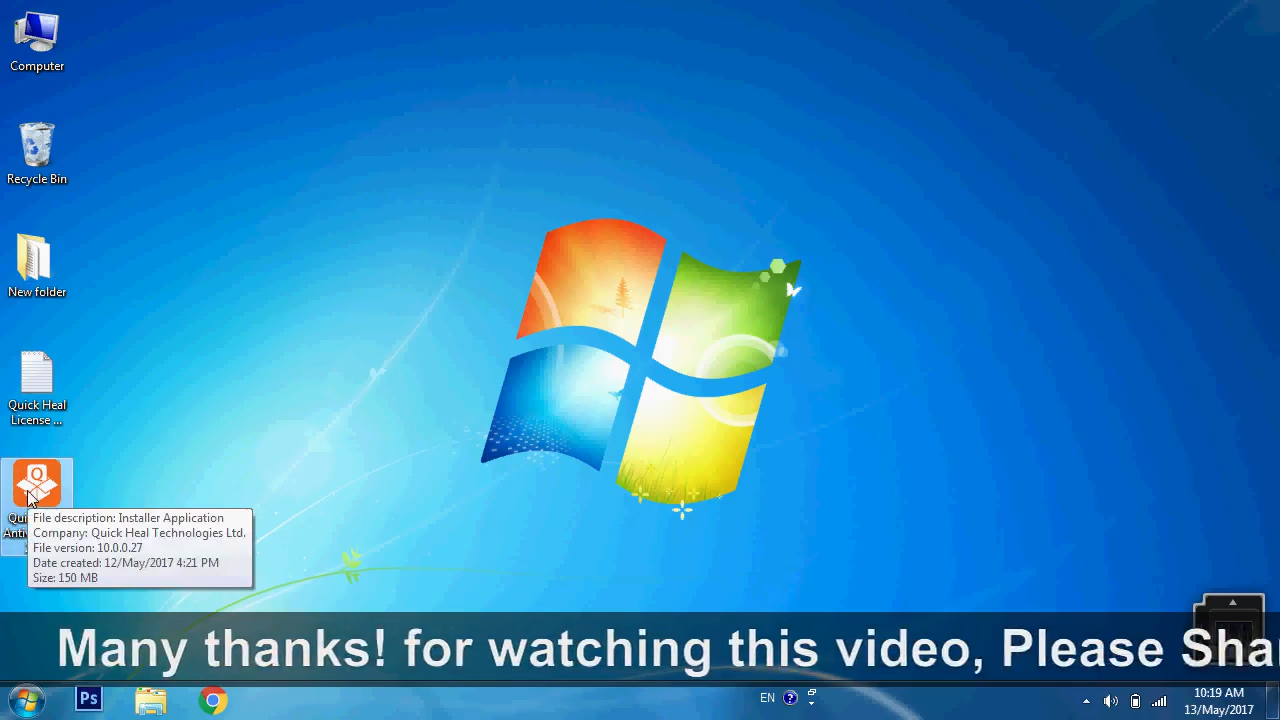 Computer
Recycle Bin
New folder
Quick Heal
License ...
Q
File description: Installer Application
Company: Quick Heal Technologies Ltd.
File version: 10.0.0.27
Date created: 12/May/2017 4:21 PM
Size: 150 MB
Many thanks! for watching this video, Please Sha
Ps
EN
?
10:19 AM
13/May/2017